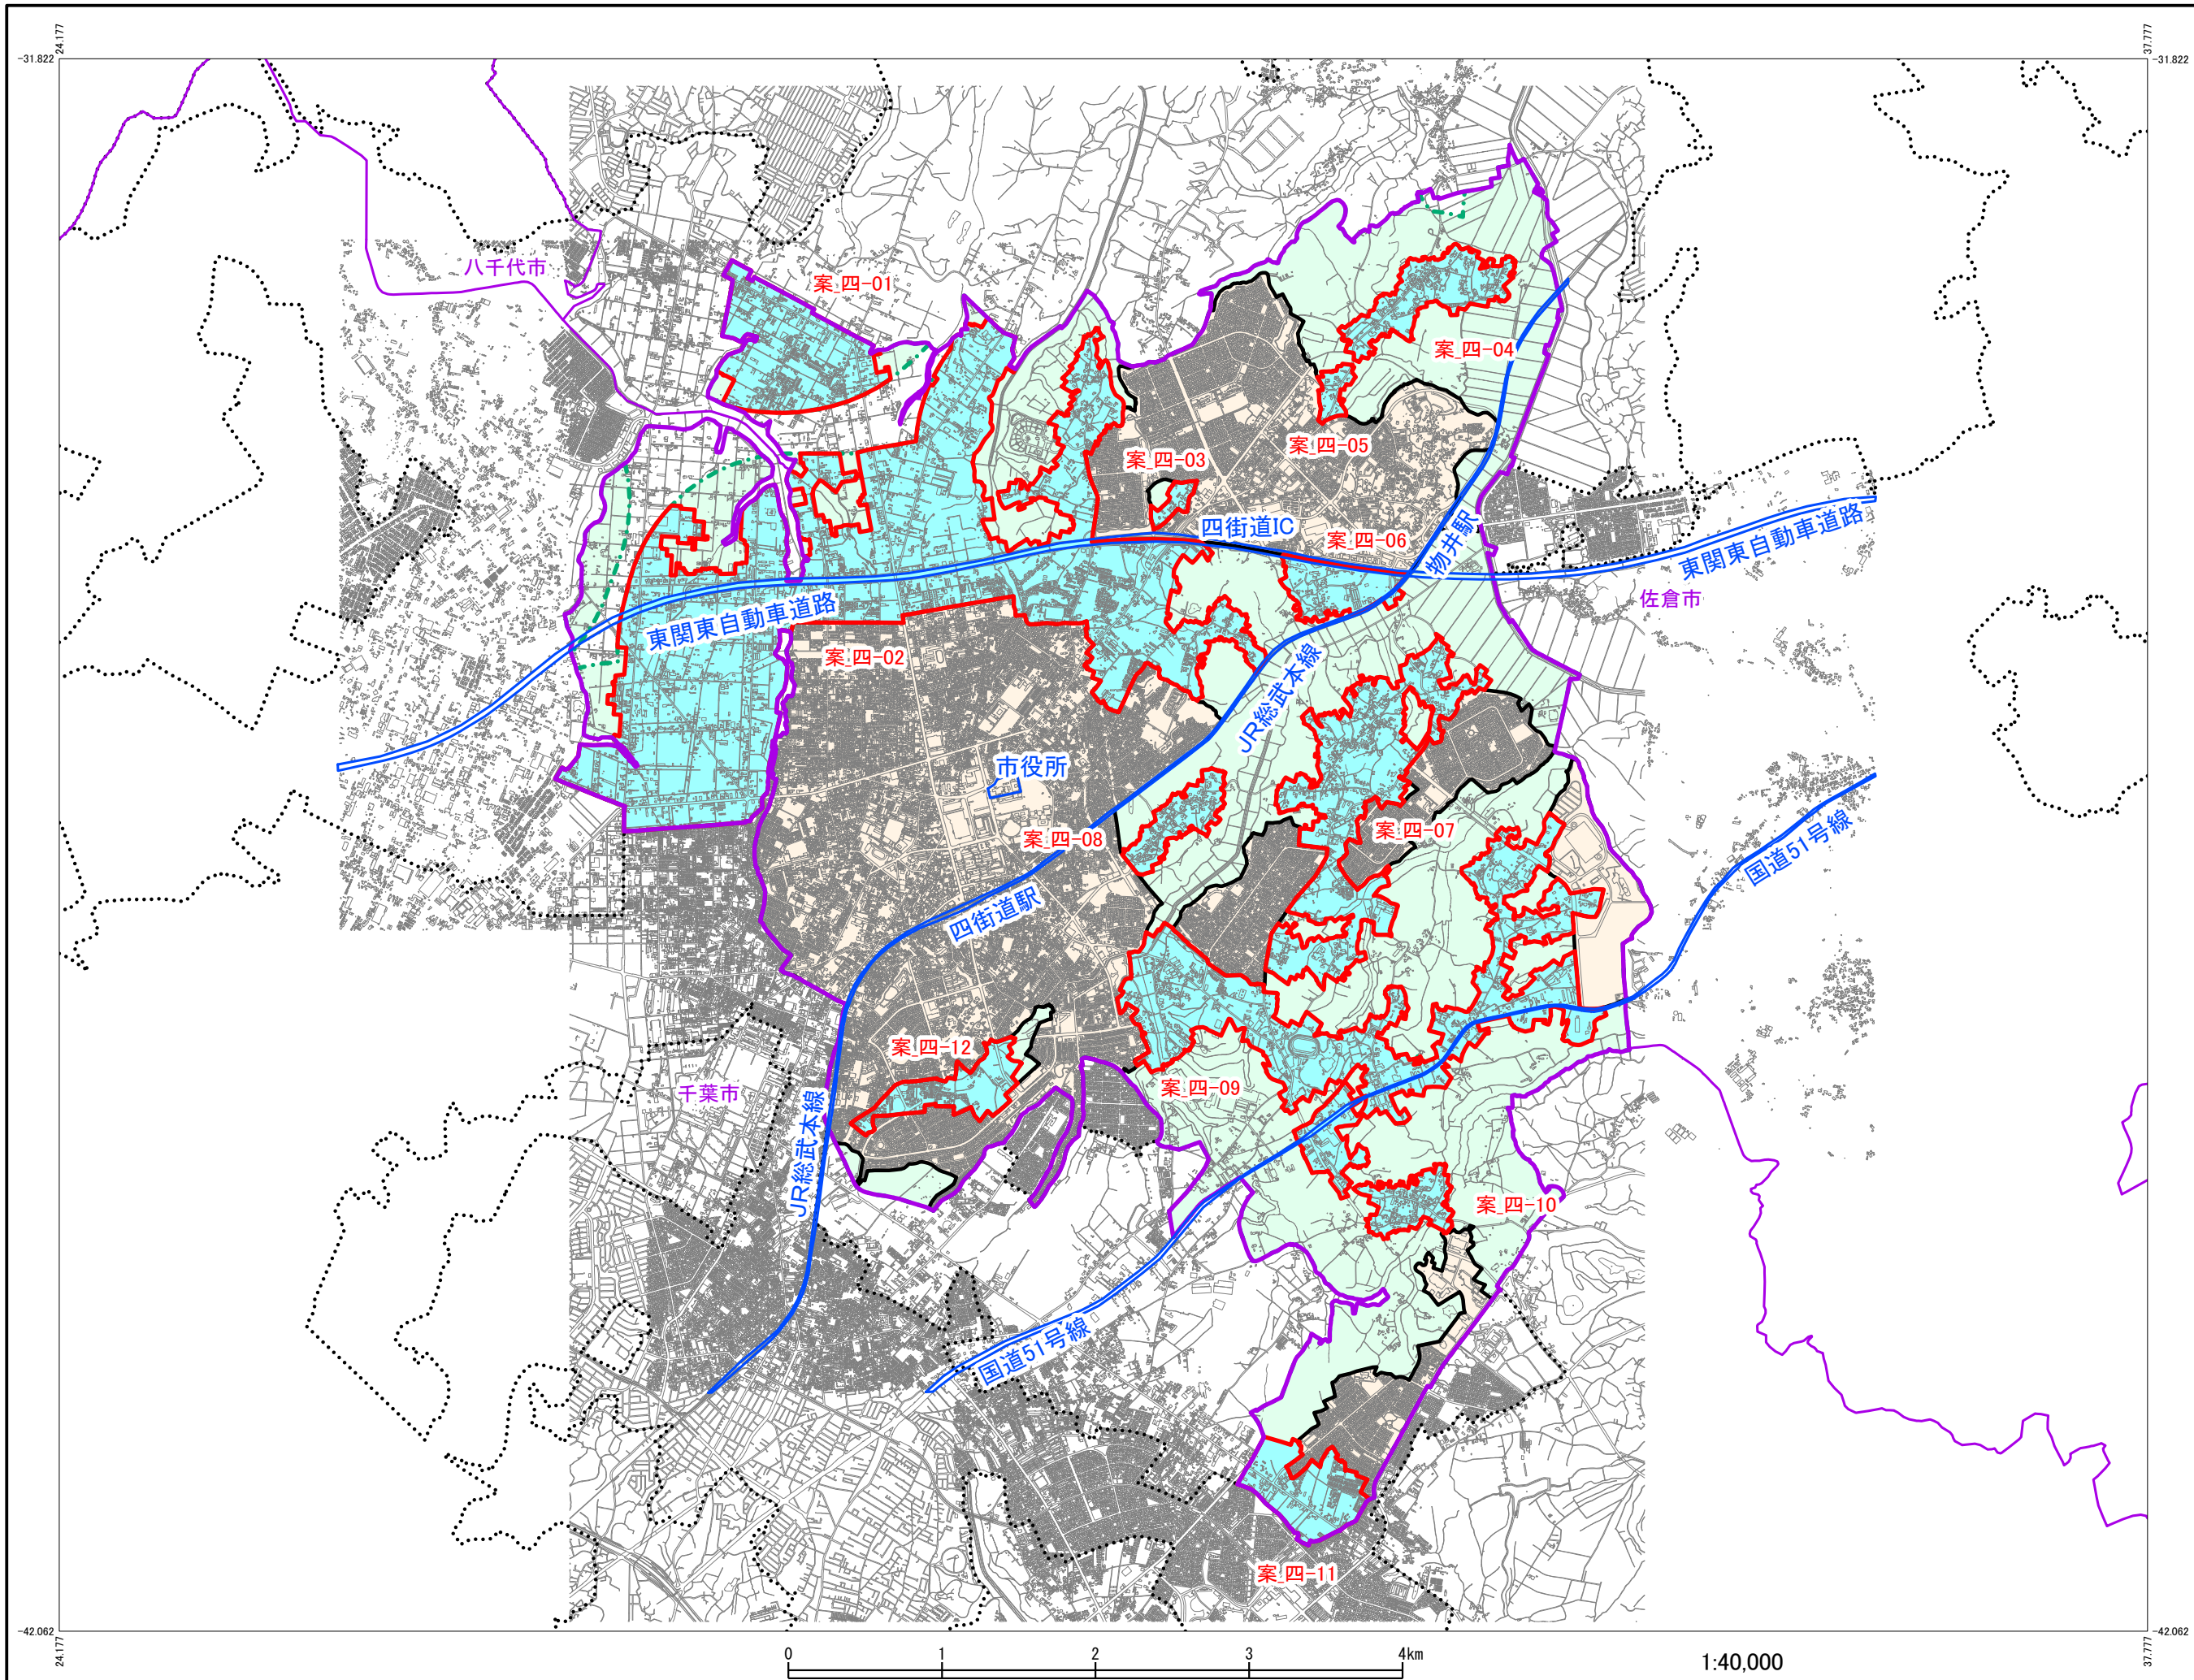 24.177
37.777
-31.822
-31.822
八千代市
案_四-01
案_四-04
案_四-03
案_四-05
四街道IC
案_四-06
物井駅
東関東自動車道路
佐倉市
東関東自動車道路
案_四-02
JR総武本線
市役所
案_四-08
案_四-07
国道51号線
四街道駅
案_四-12
案_四-09
千葉市
JR総武本線
案_四-10
国道51号線
案_四-11
-42.062
-42.062
24.177
37.777
0 1 2 3 4km
1:40,000